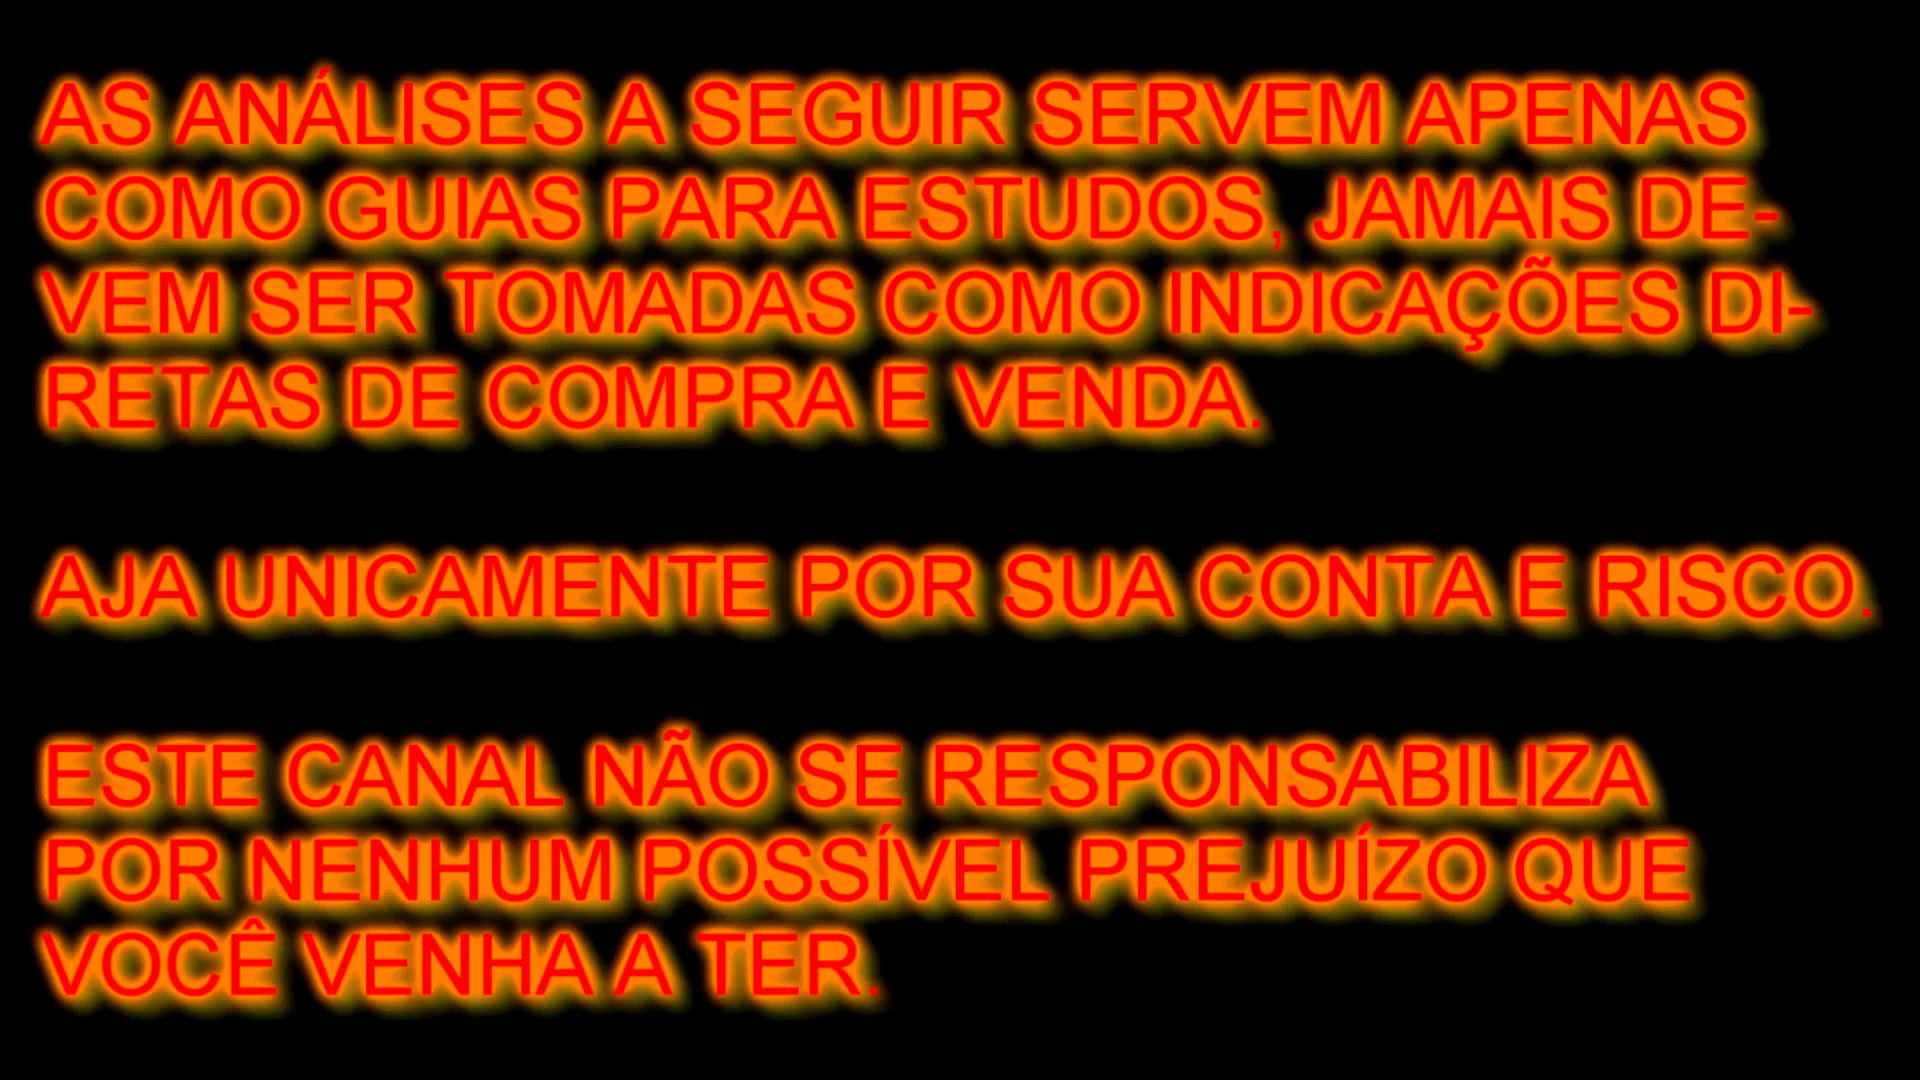 AS ANÁLISES A SEGUIR SERVEM APENAS
COMO GUIAS PARA ESTUDOS, JAMAIS DE-
VEM SER TOMADAS COMO INDICAÇÕES DI-
RETAS DE COMPRA E VENDA.
AJA UNICAMENTE POR SUA CONTA E RISCO.
ESTE CANAL NÃO SE RESPONSABILIZA
POR NENHUM POSSÍVEL PREJUÍZO QUE
VOCÊ VENHA A TER.